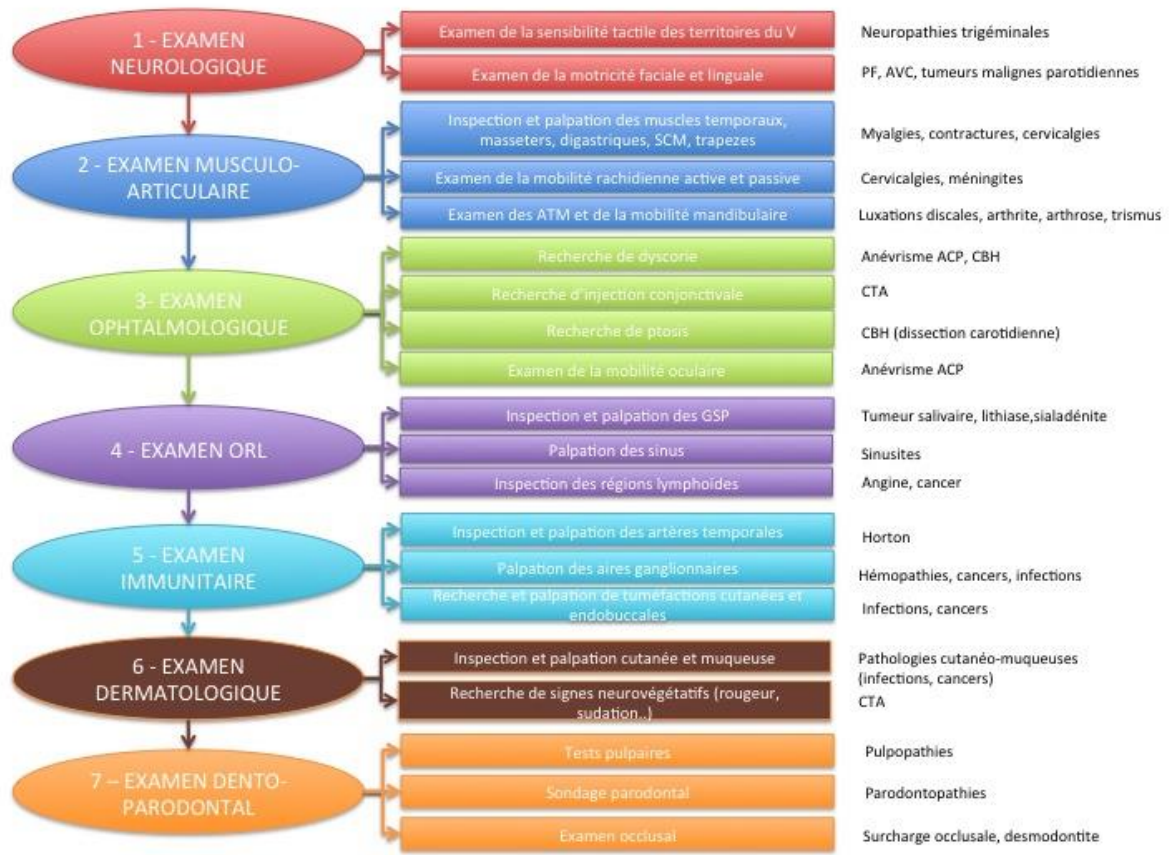 1 - EXAMEN
NEUROLOGIQUE
Examen de la sensibilité tactile des territoires du V
Neuropathies trigéminales
Examen de la motricité faciale et linguale
PF, AVC, tumeurs malignes parotidiennes
2 - EXAMEN MUSCULO-
ARTICULAIRE
Inspection et palpation des muscles temporaux,
masseters, digastriques, SCM, trapezes
Myalgies, contractures, cervicalgies
Examen de la mobilité rachidienne active et passive
Cervicalgies, méningites
Examen des ATM et de la mobilité mandibulaire
Luxations discales, arthrite, arthrose, trismus
3- EXAMEN
OPHTALMOLOGIQUE
Recherche de dyscorie
Anévrisme ACP, CBH
Recherche d'injection conjonctivale
CTA
Recherche de ptosis
CBH (dissection carotidienne)
Examen de la mobilité oculaire
Anévrisme ACP
4 - EXAMEN ORL
Inspection et palpation des GSP
Tumeur salivaire, lithiase,sialadénite
Palpation des sinus
Sinusites
Inspection des régions lymphoïdes
Angine, cancer
5 - EXAMEN
IMMUNITAIRE
Inspection et palpation des artères temporales
Horton
Palpation des aires ganglionnaires
Hémopathies, cancers, infections
Recherche et palpation de tuméfactions cutanées et
endobuccales
Infections, cancers
6 - EXAMEN
DERMATOLOGIQUE
Inspection et palpation cutanée et muqueuse
Pathologies cutanéo-muqueuses
(infections, cancers)
Recherche de signes neurovégétatifs (rougeur,
sudation..)
CTA
7 – EXAMEN DENTO-
PARODONTAL
Tests pulpaires
Pulpopathies
Sondage parodontal
Parodontopathies
Examen occlusal
Surcharge occlusale, desmodontite